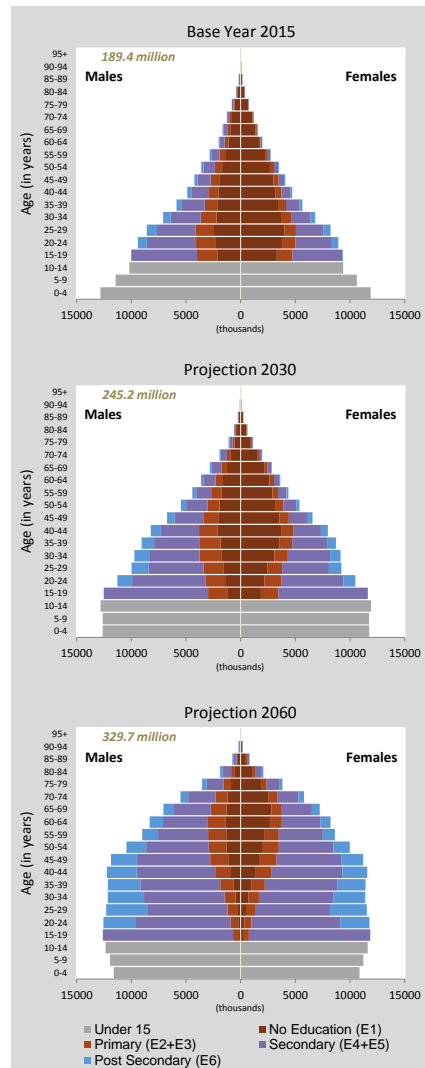 Base Year 2015
189.4 million
Males Females
Age (in years)
95+
90-94
85-89
80-84
75-79
70-74
65-69
60-64
55-59
50-54
45-49
40-44
35-39
30-34
25-29
20-24
15-19
10-14
5-9
0-4
15000 10000 5000 0 5000 10000 15000
(thousands)
Projection 2030
245.2 million
Males Females
Age (in years)
95+
90-94
85-89
80-84
75-79
70-74
65-69
60-64
55-59
50-54
45-49
40-44
35-39
30-34
25-29
20-24
15-19
10-14
5-9
0-4
15000 10000 5000 0 5000 10000 15000
(thousands)
Projection 2060
329.7 million
Males Females
Age (in years)
95+
90-94
85-89
80-84
75-79
70-74
65-69
60-64
55-59
50-54
45-49
40-44
35-39
30-34
25-29
20-24
15-19
10-14
5-9
0-4
15000 10000 5000 0 5000 10000 15000
(thousands)
Under 15 No Education (E1)
Primary (E2+E3) Secondary (E4+E5)
Post Secondary (E6)